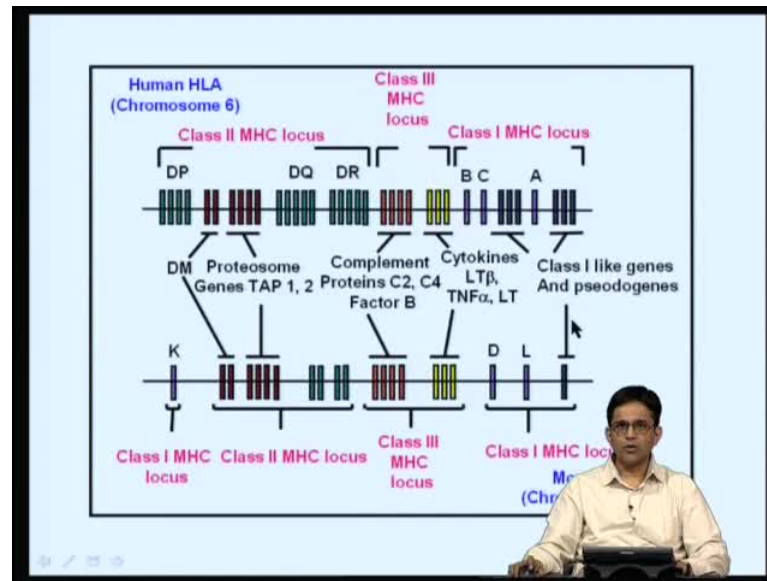 Human HLA
(Chromosome 6)
Class III
MHC
locus
Class II MHC locus
Class I MHC locus
DP
DQ
DR
B C
A
DM
Proteosome
Genes TAP 1, 2
Complement
Proteins C2, C4
Factor B
Cytokines
LTβ,
TNFα, LT
Class I like genes
And pseodogenes
K
D
L
Class I MHC
locus
Class II MHC locus
Class III
MHC
locus
Class I MHC